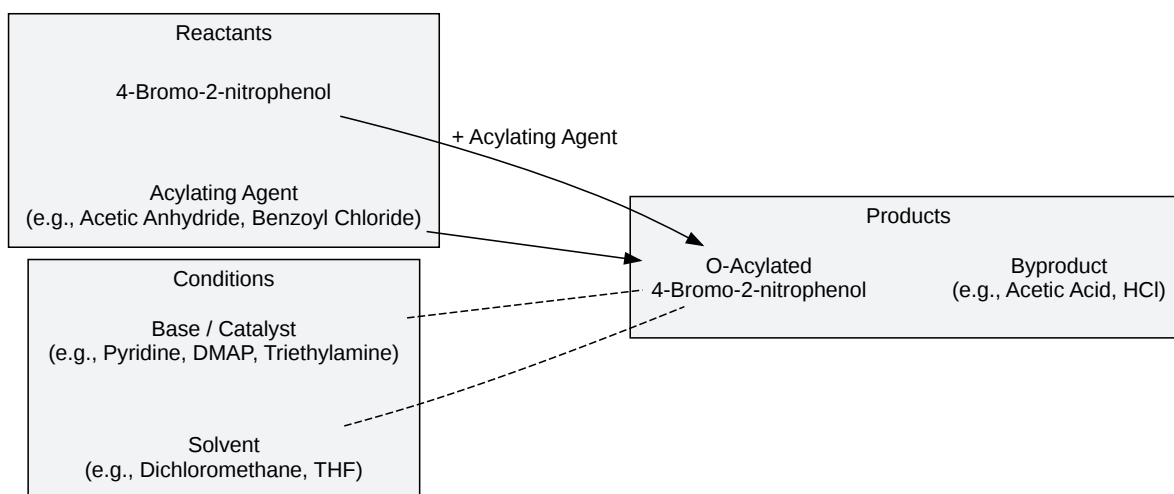 Reactants
4-Bromo-2-nitrophenol
+ Acylating Agent
Acylating Agent
(e.g., Acetic Anhydride, Benzoyl Chloride)
Products
O-Acylated
4-Bromo-2-nitrophenol
Byproduct
(e.g., Acetic Acid, HCl)
Conditions
Base / Catalyst
(e.g., Pyridine, DMAP, Triethylamine)
Solvent
(e.g., Dichloromethane, THF)